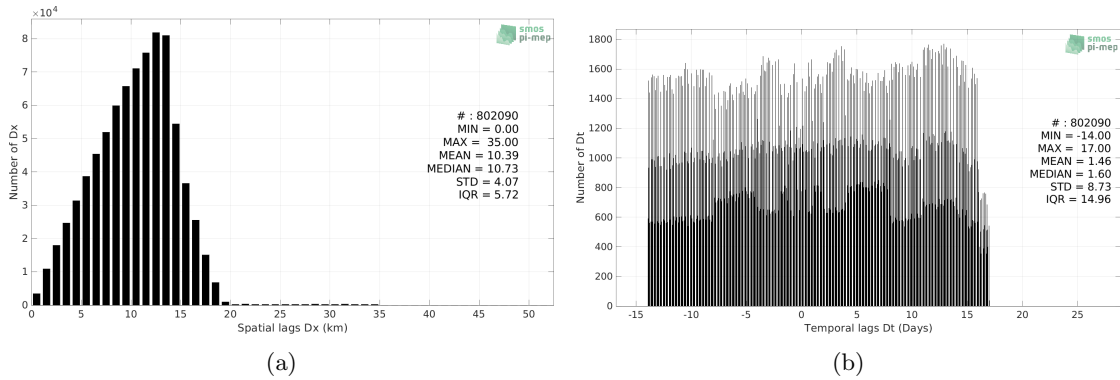 ×10⁴
8
7
6
5
4
3
2
1
0
Number of Dx
0 5 10 15 20 25 30 35 40 45 50
Spatial lags Dx (km)
smos
pi-mep
# : 802090
MIN = 0.00
MAX = 35.00
MEAN = 10.39
MEDIAN = 10.73
STD = 4.07
IQR = 5.72
(a)
1800
1600
1400
1200
1000
800
600
400
200
0
Number of Dt
-15 -10 -5 0 5 10 15 20 25
Temporal lags Dt (Days)
smos
pi-mep
# : 802090
MIN = -14.00
MAX = 17.00
MEAN = 1.46
MEDIAN = 1.60
STD = 8.73
IQR = 14.96
(b)